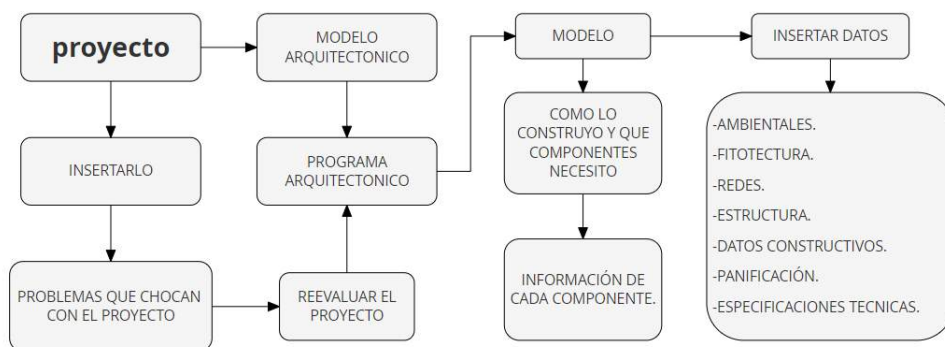 proyecto
MODELO
ARQUITECTONICO
MODELO
INSERTAR DATOS
INSERTARLO
PROGRAMA
ARQUITECTONICO
COMO LO
CONSTRUYO Y QUE
COMPONENTES
NECESITO
-AMBIENTALES.
-FITOTECTURA.
-REDES.
-ESTRUCTURA.
-DATOS CONSTRUCTIVOS.
-PANIFICACIÓN.
-ESPECIFICACIONES TECNICAS.
PROBLEMAS QUE CHOCAN
CON EL PROYECTO
REEVALUAR EL
PROYECTO
INFORMACIÓN DE
CADA COMPONENTE.